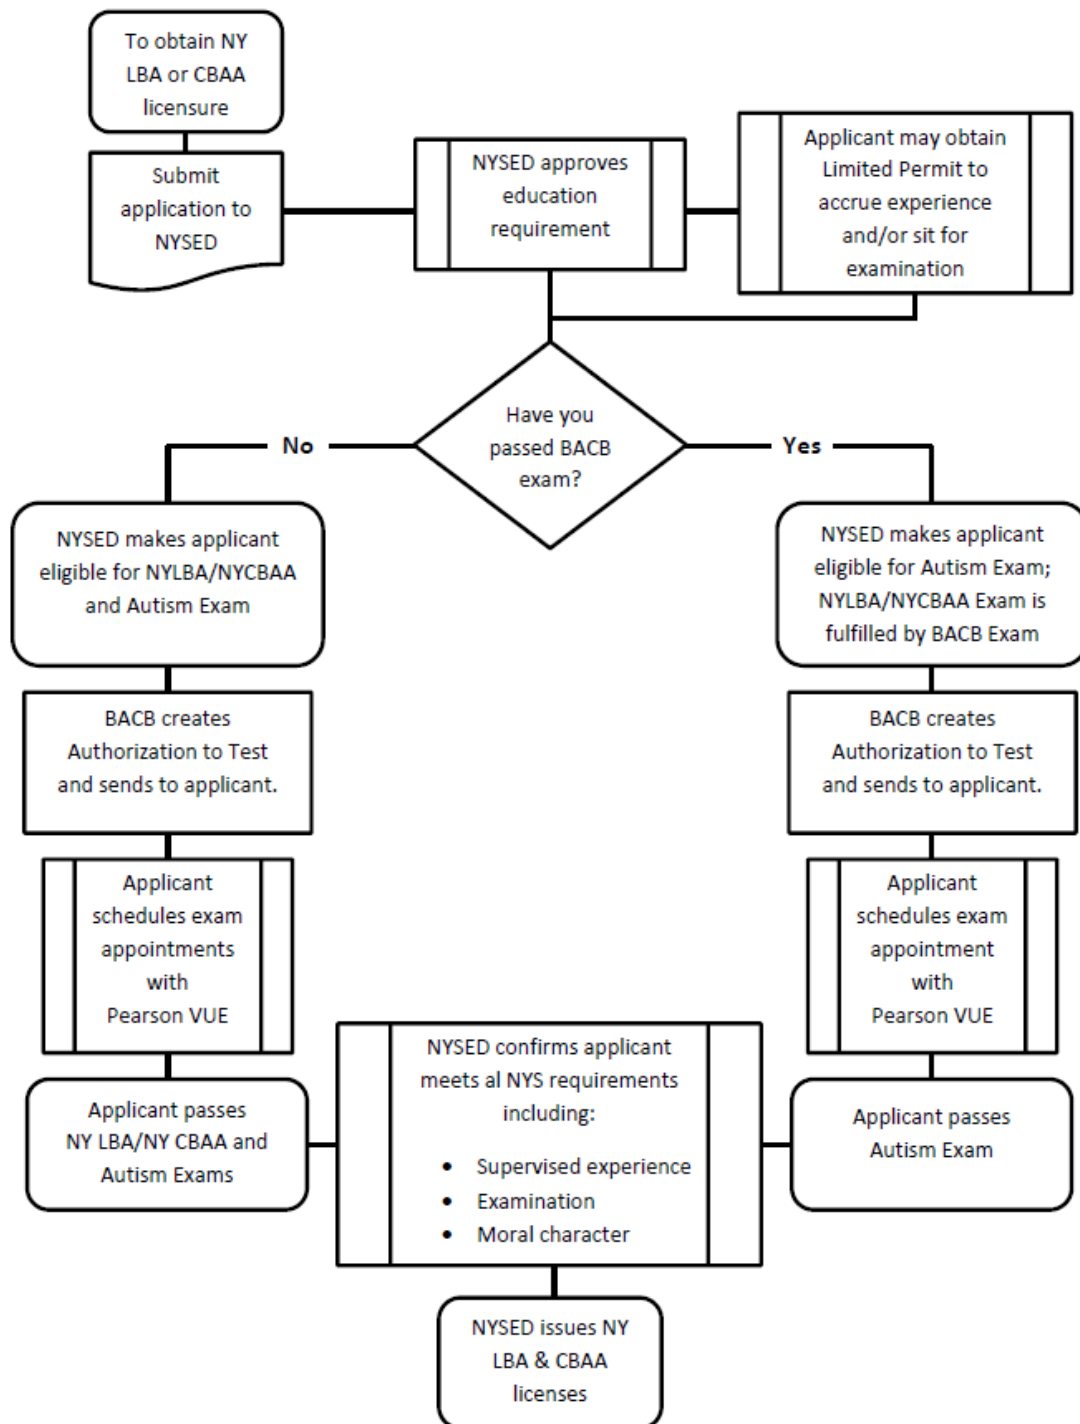 To obtain NY
LBA or CBAA
licensure
Submit
application to
NYSED
NYSED approves
education
requirement
Applicant may obtain
Limited Permit to
accrue experience
and/or sit for
examination
Have you
passed BACB
exam?
No
Yes
NYSED makes applicant
eligible for NYLBA/NYCBAA
and Autism Exam
BACB creates
Authorization to Test
and sends to applicant.
Applicant
schedules exam
appointments
with
Pearson VUE
Applicant passes
NY LBA/NY CBAA and
Autism Exams
NYSED makes applicant
eligible for Autism Exam;
NYLBA/NYCBAA Exam is
fulfilled by BACB Exam
BACB creates
Authorization to Test
and sends to applicant.
Applicant
schedules exam
appointment
with
Pearson VUE
Applicant passes
Autism Exam
NYSED confirms applicant
meets al NYS requirements
including:
• Supervised experience
• Examination
• Moral character
NYSED issues NY
LBA & CBAA
licenses